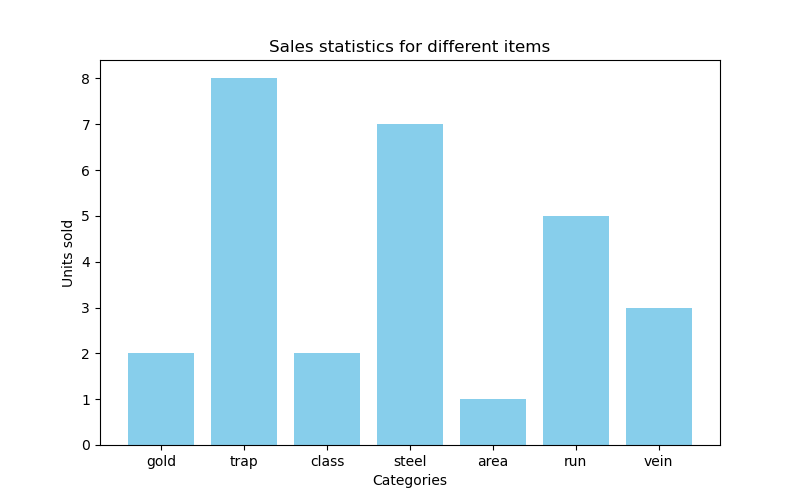 Sales statistics for different items
Units sold
8
7
6
5
4
3
2
1
0
gold trap class steel area run vein
Categories